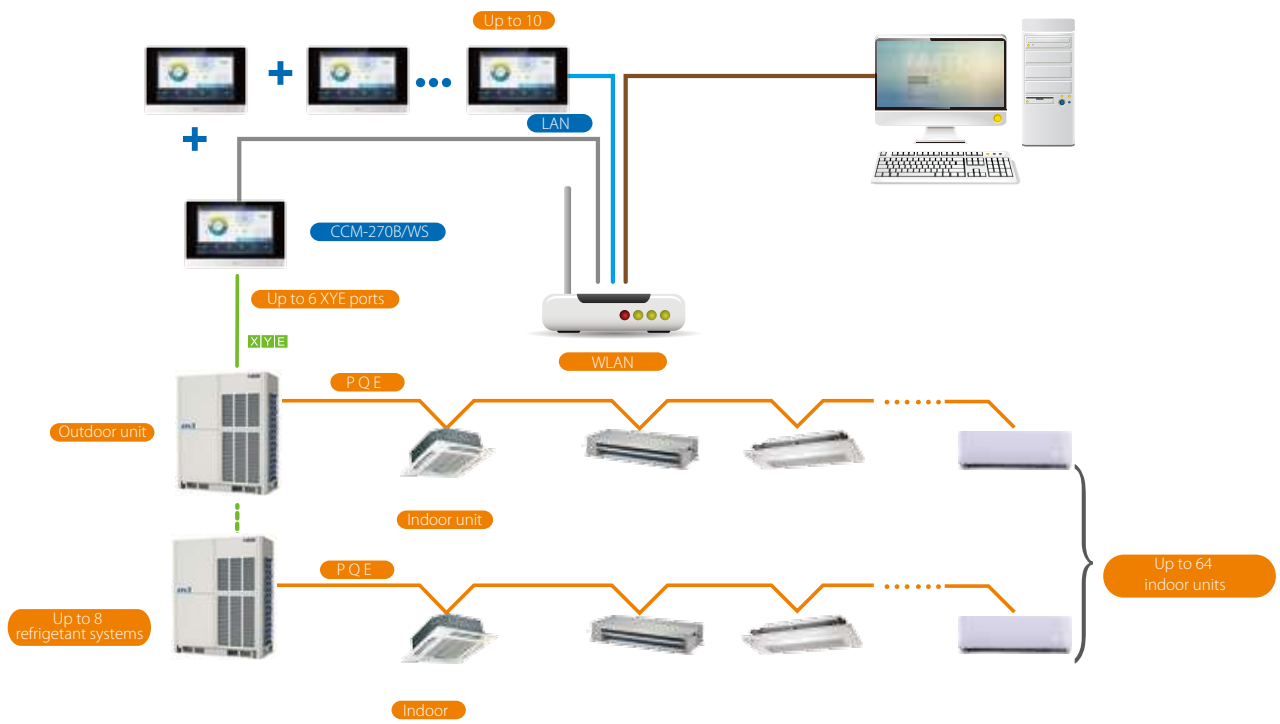 Up to 10
LAN
CCM-270B/WS
Up to 6 XYE ports
X Y E
WLAN
P Q E
Outdoor unit
Indoor unit
P Q E
Up to 64
indoor units
Up to 8
refrigetant systems
Indoor